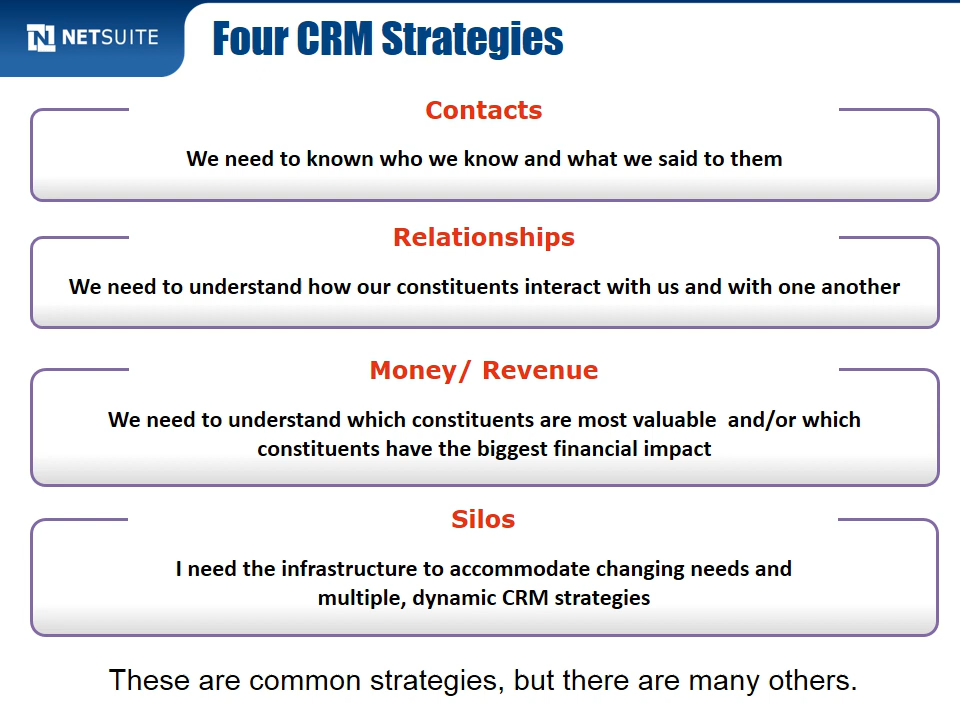 NETSUITE
Four CRM Strategies
Contacts
We need to known who we know and what we said to them
Relationships
We need to understand how our constituents interact with us and with one another
Money/ Revenue
We need to understand which constituents are most valuable  and/or which
constituents have the biggest financial impact
Silos
I need the infrastructure to accommodate changing needs and
multiple, dynamic CRM strategies
These are common strategies, but there are many others.